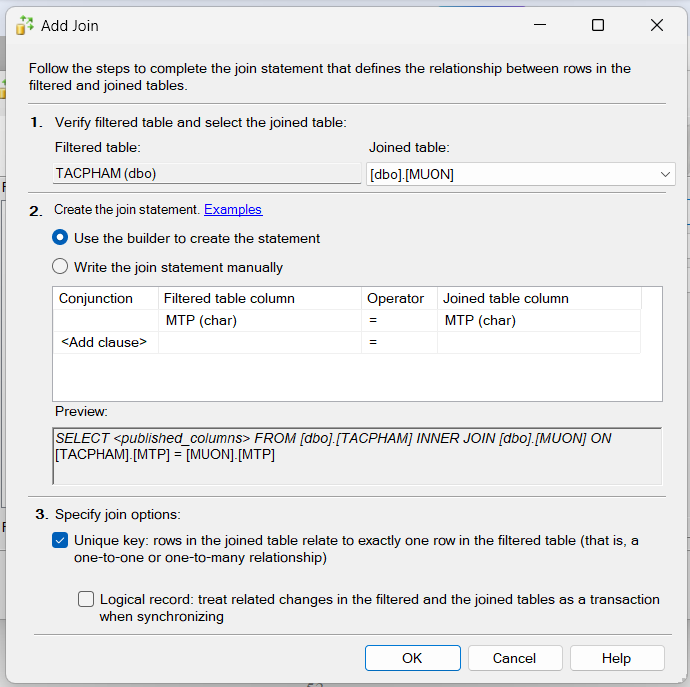 Add Join
Follow the steps to complete the join statement that defines the relationship between rows in the
filtered and joined tables.
1. Verify filtered table and select the joined table:
Filtered table: Joined table:
TACPHAM (dbo) [dbo].[MUON]
2. Create the join statement. Examples
Use the builder to create the statement
Write the join statement manually
Conjunction Filtered table column Operator Joined table column
MTP (char) = MTP (char)
<Add clause> =
Preview:
SELECT <published_columns> FROM [dbo].[TACPHAM] INNER JOIN [dbo].[MUON] ON
[TACPHAM].[MTP] = [MUON].[MTP]
3. Specify join options:
Unique key: rows in the joined table relate to exactly one row in the filtered table (that is, a
one-to-one or one-to-many relationship)
Logical record: treat related changes in the filtered and the joined tables as a transaction
when synchronizing
OK Cancel Help